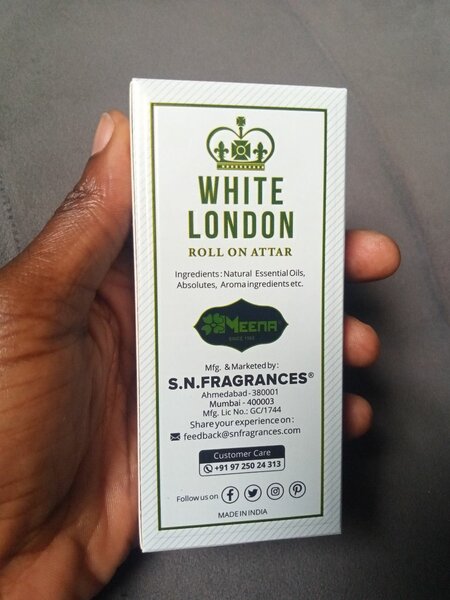 WHITE
LONDON
ROLL ON ATTAR
Ingredients : Natural Essential Oils,
Absolutes, Aroma ingredients etc.
MEENA
SINCE
Mfg. & Marketed by :
S.N.FRAGRANCES®
Ahmedabad - 380001
Mumbai - 400003
Mfg. Lic No.: GC/1744
Share your experience on :
feedback@snfragrances.com
Customer Care
+91 97 250 24 313
Follow us on
MADE IN INDIA